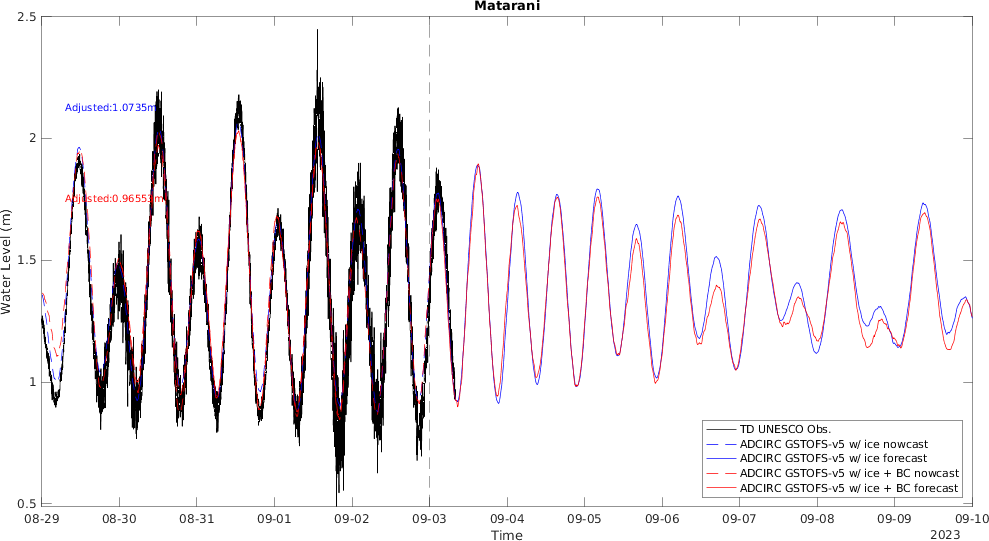 Matarani
2.5
2
1.5
1
0.5
Water Level (m)
Adjusted:1.0735m
08-29
08-30
08-31
09-01
09-02
09-03
09-04
09-05
09-06
09-07
09-08
09-09
09-10
Time
2023
TD UNESCO Obs.
ADCIRC GSTOFS-v5 w/ ice nowcast
ADCIRC GSTOFS-v5 w/ ice forecast
ADCIRC GSTOFS-v5 w/ ice + BC nowcast
ADCIRC GSTOFS-v5 w/ ice + BC forecast